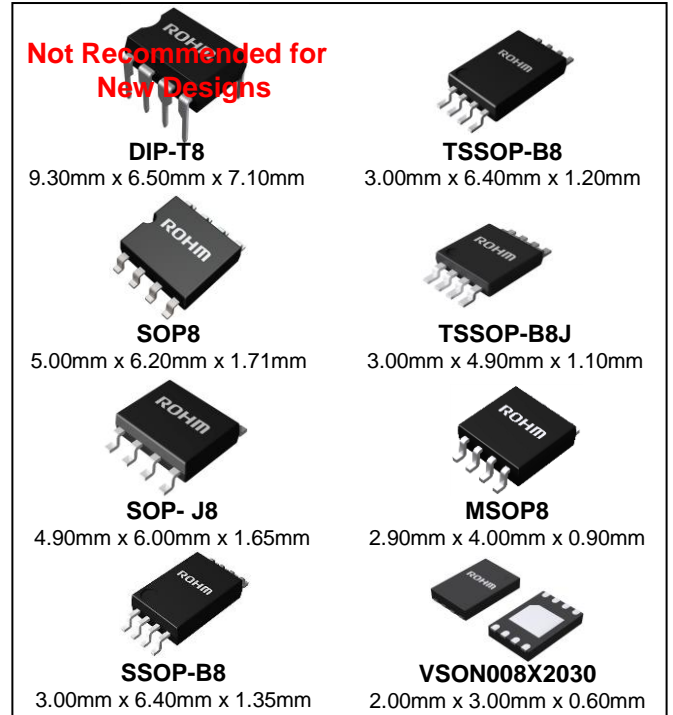 ROHM
Not Recommended for
New Designs
DIP-T8
9.30mm x 6.50mm x 7.10mm
ROHM
TSSOP-B8
3.00mm x 6.40mm x 1.20mm
ROHM
SOP8
5.00mm x 6.20mm x 1.71mm
ROHM
TSSOP-B8J
3.00mm x 4.90mm x 1.10mm
ROHM
SOP- J8
4.90mm x 6.00mm x 1.65mm
ROHM
MSOP8
2.90mm x 4.00mm x 0.90mm
ROHM
SSOP-B8
3.00mm x 6.40mm x 1.35mm
ROHM
VSON008X2030
2.00mm x 3.00mm x 0.60mm